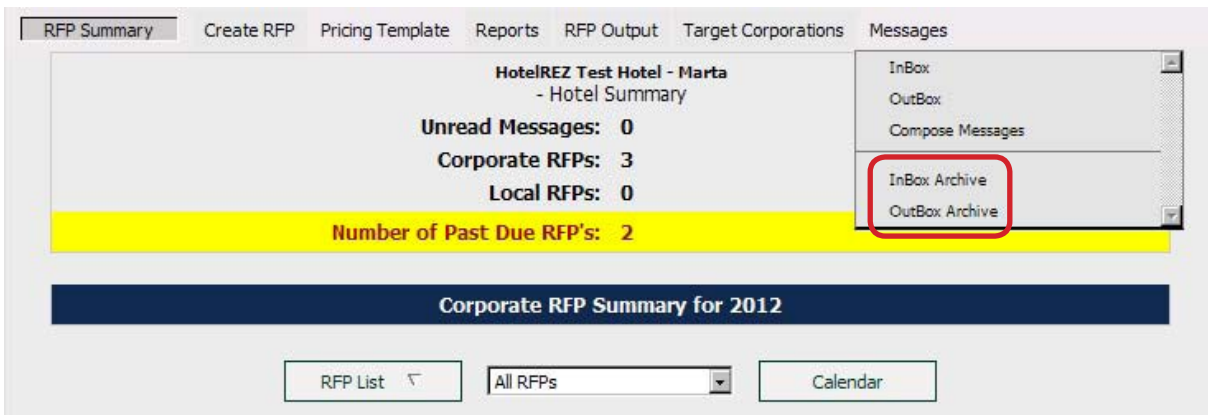 RFP Summary Create RFP Pricing Template Reports RFP Output Target Corporations Messages
HotelREZ Test Hotel - Marta
- Hotel Summary
Unread Messages: 0
Corporate RFPs: 3
Local RFPs: 0
Number of Past Due RFP's: 2
InBox
OutBox
Compose Messages
InBox Archive
OutBox Archive
Corporate RFP Summary for 2012
RFP List All RFPs Calendar